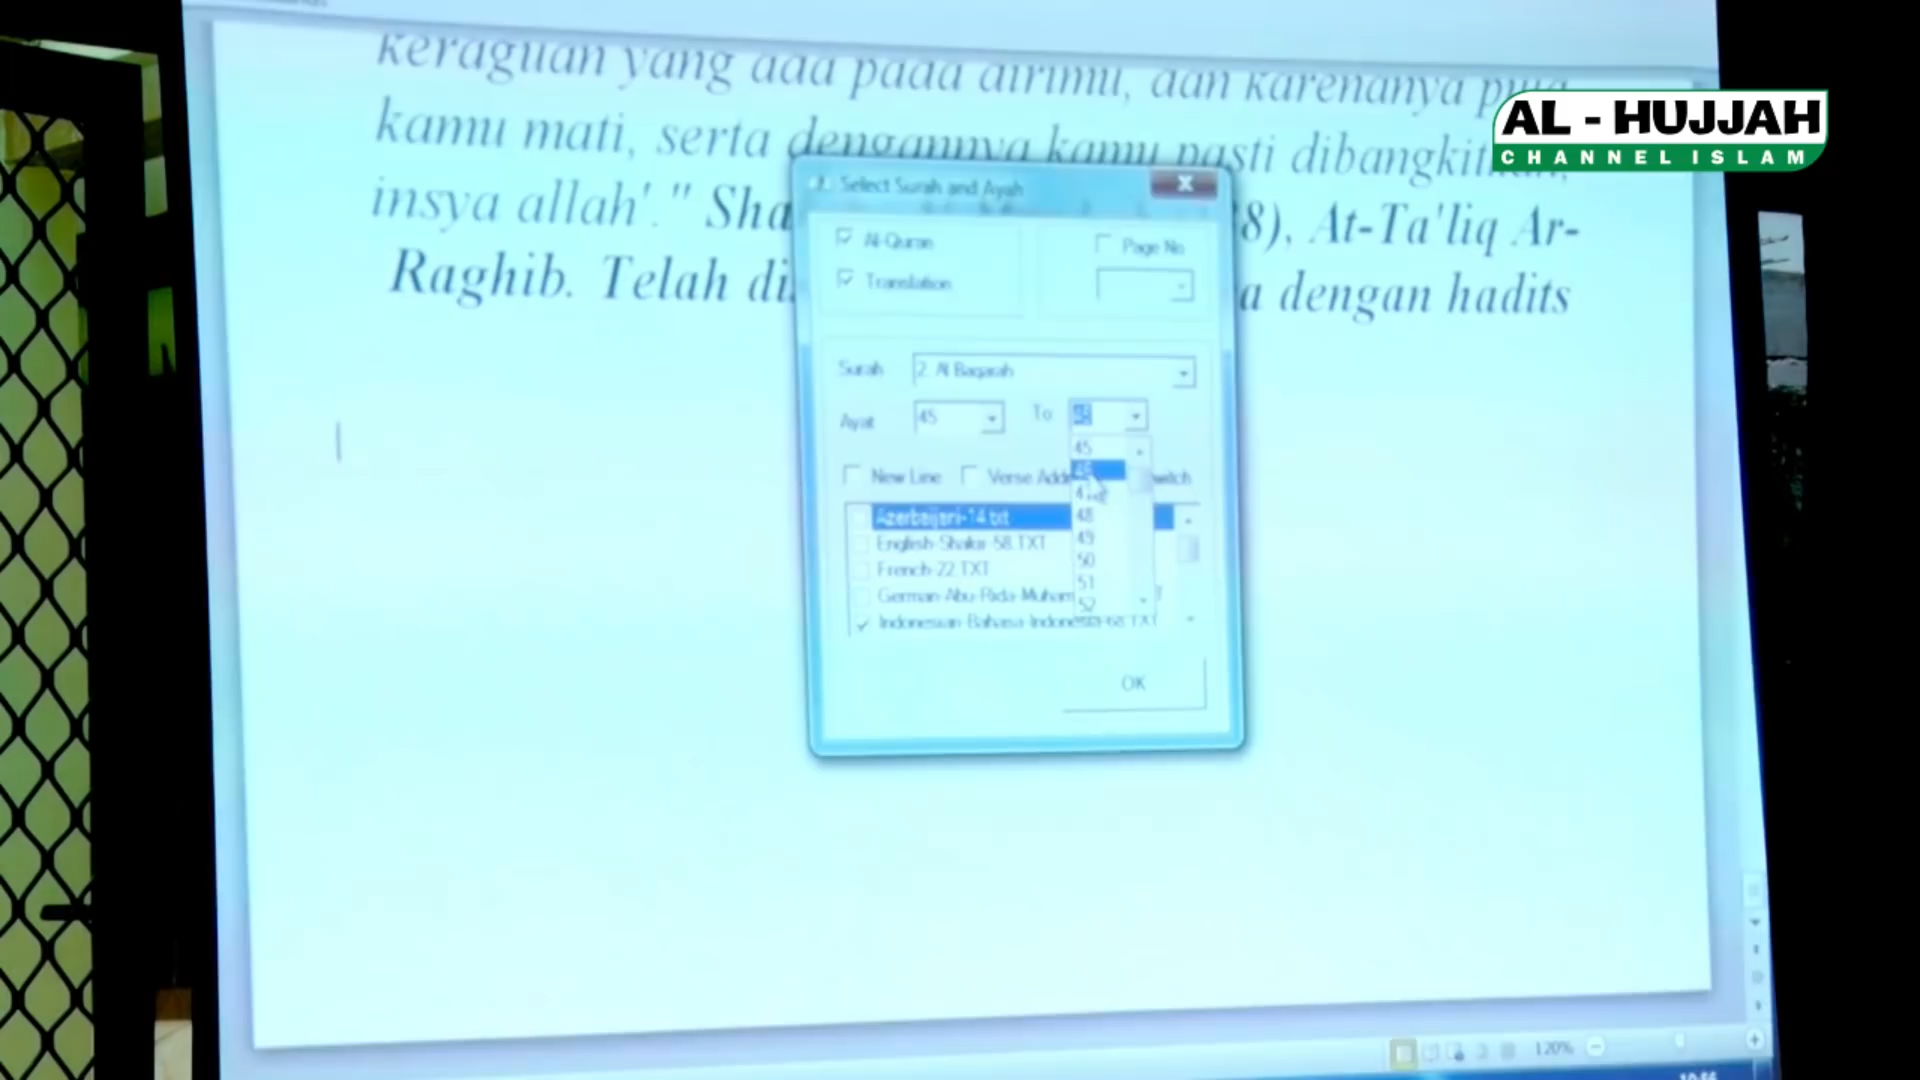 keraguan yang ada pada dirimu, dan karenanya pula
kamu mati, serta dengannya kamu pasti
insya allah'." Sha 8), At-Ta'liq Ar-
Raghib. Telah dengan hadits
AL - HUJJAH
CHANNEL ISLAM
Select Surah and Ayah
Al-Quran
Page No
Translation
Surah 2. Al Baqarah
Ayat 45 To
45
48
49
50
51
52
New Line Verse
Azerbaijani-14.txt
English-Shakir-58.TXT
French-22.TXT
German-Abu-Rida-Muham
Indonesian-Bahasa-Indonesia-68.TXT
OK
120%